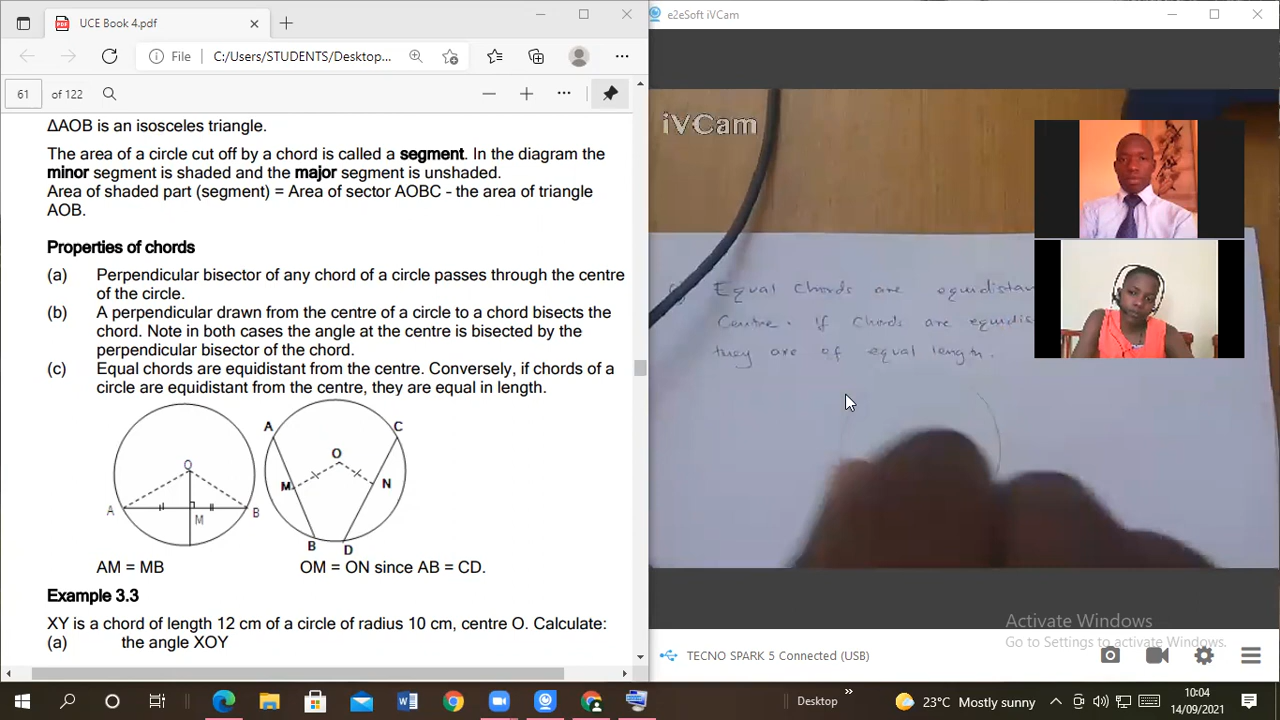 UCE Book 4.pdf
File
C:/Users/STUDENTS/Desktop...
61
of 122
ΔAOB is an isosceles triangle.
The area of a circle cut off by a chord is called a segment. In the diagram the
minor segment is shaded and the major segment is unshaded.
Area of shaded part (segment) = Area of sector AOBC - the area of triangle
AOB.
Properties of chords
(a) Perpendicular bisector of any chord of a circle passes through the centre
of the circle.
(b) A perpendicular drawn from the centre of a circle to a chord bisects the
chord. Note in both cases the angle at the centre is bisected by the
perpendicular bisector of the chord.
(c) Equal chords are equidistant from the centre. Conversely, if chords of a
circle are equidistant from the centre, they are equal in length.
O
A
M
B
A
C
O
M
N
B
D
AM = MB
OM = ON since AB = CD.
Example 3.3
XY is a chord of length 12 cm of a circle of radius 10 cm, centre O. Calculate:
(a) the angle XOY
e2eSoft iVCam
iVCam
Equal chords are equidistan
Centre. if chords are equidis
they are of equal length.
Activate Windows
Go to Settings to activate Windows.
TECNO SPARK 5 Connected (USB)
Desktop
23°C Mostly sunny
10:04
14/09/2021